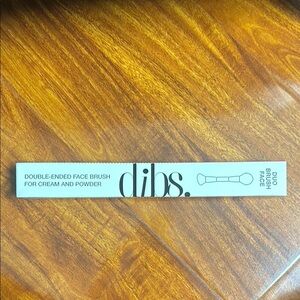 DOUBLE-ENDED FACE BRUSH
FOR CREAM AND POWDER
dibs.
DUO
BRUSH
FACE